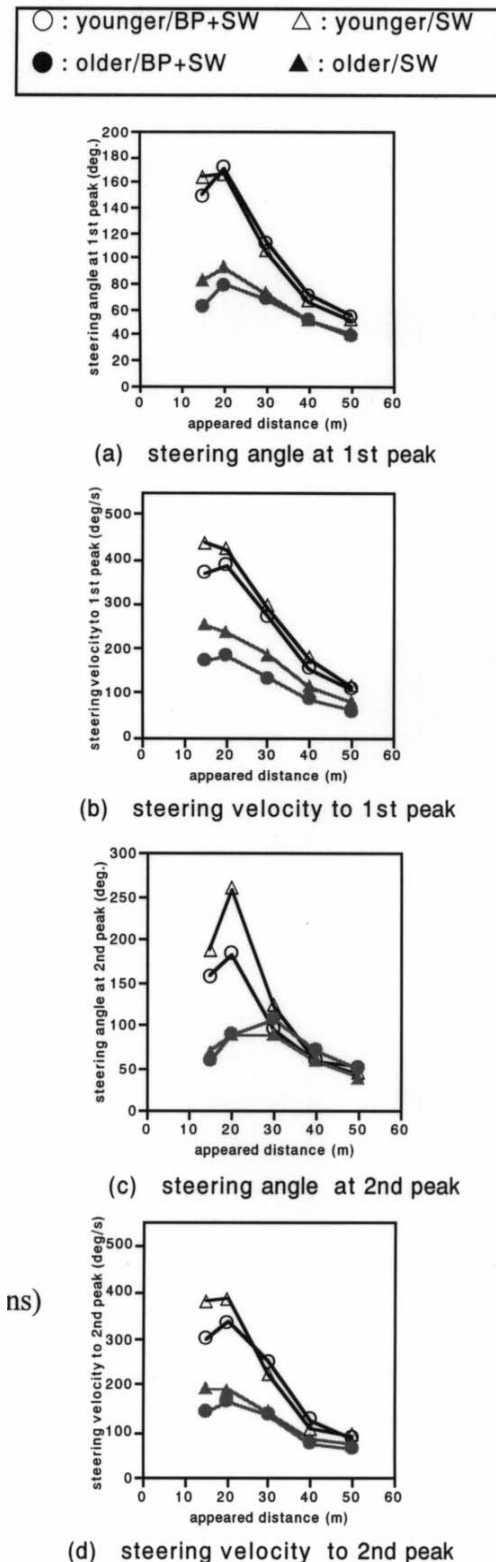 ○ : younger/BP+SW △ : younger/SW
● : older/BP+SW ▲ : older/SW
steering angle at 1st peak (deg.)
200
180
160
140
120
100
80
60
40
20
0
0 10 20 30 40 50 60
appeared distance (m)
(a) steering angle at 1st peak
steering velocity to 1st peak (deg/s)
500
400
300
200
100
0
0 10 20 30 40 50 60
appeared distance (m)
(b) steering velocity to 1st peak
steering angle at 2nd peak (deg.)
300
250
200
150
100
50
0
0 10 20 30 40 50 60
appeared distance (m)
(c) steering angle at 2nd peak
ns)
steering velocity to 2nd peak (deg/s)
500
400
300
200
100
0
0 10 20 30 40 50 60
appeared distance (m)
(d) steering velocity to 2nd peak